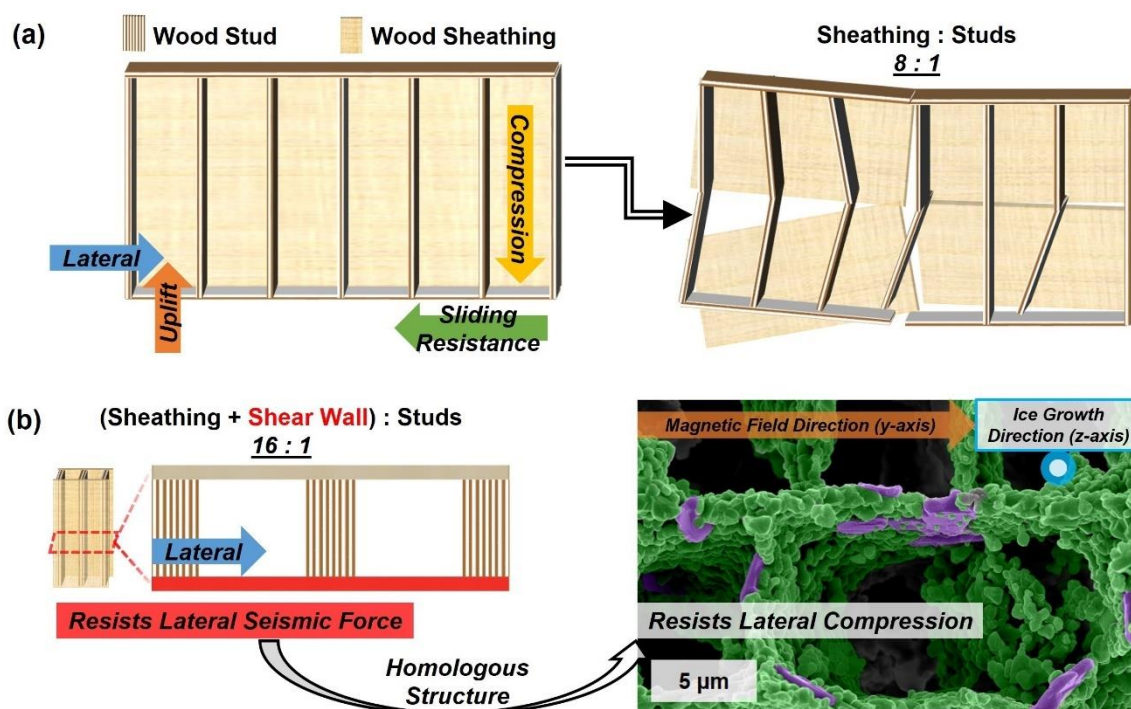 (a)
Wood Stud
Wood Sheathing
Lateral
Uplift
Compression
Sliding
Resistance
Sheathing : Studs
8 : 1
(b)
(Sheathing + Shear Wall) : Studs
16 : 1
Lateral
Resists Lateral Seismic Force
Homologous
Structure
Magnetic Field Direction (y-axis)
Ice Growth
Direction (z-axis)
Resists Lateral Compression
5 μm